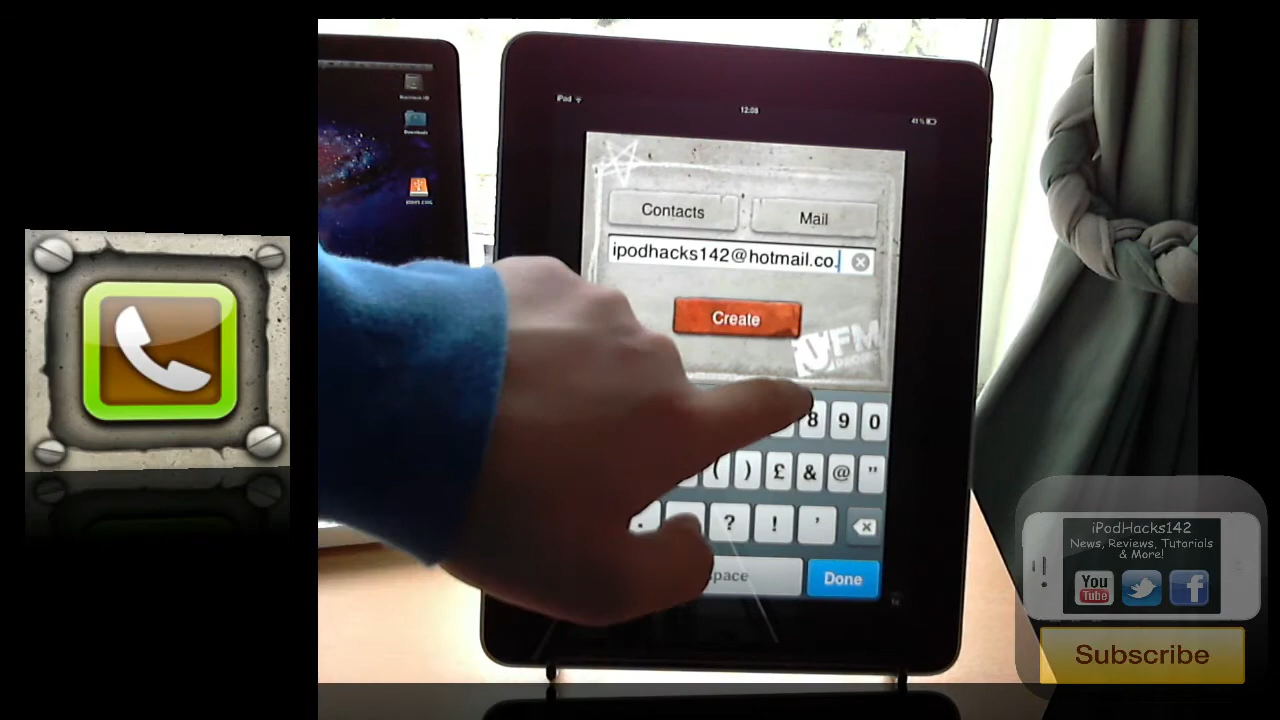 iPod
12:08
Contacts
Mail
ipodhacks142@hotmail.co.
Create
FM
8 9 0
( ) £ & @ "
. ? ! '
space
Done
iPodHacks142
News, Reviews, Tutorials
& More!
You
Tube
Subscribe